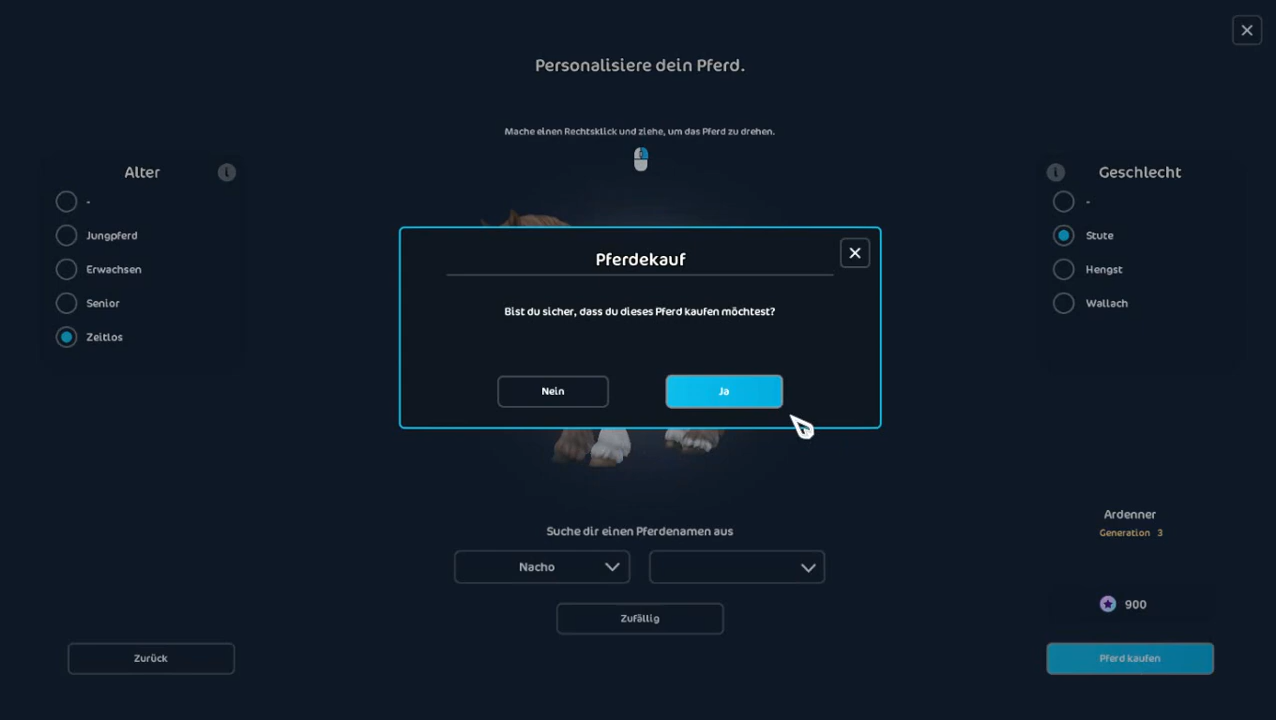 Personalisiere dein Pferd.
Mache einen Rechtsklick und ziehe, um das Pferd zu drehen.
Alter
-
Jungpferd
Erwachsen
Senior
Zeitlos
Geschlecht
-
Stute
Hengst
Wallach
Pferdekauf
Bist du sicher, dass du dieses Pferd kaufen möchtest?
Nein
Ja
Suche dir einen Pferdenamen aus
Nacho
Zufällig
Zurück
Ardenner
Generation 3
900
Pferd kaufen